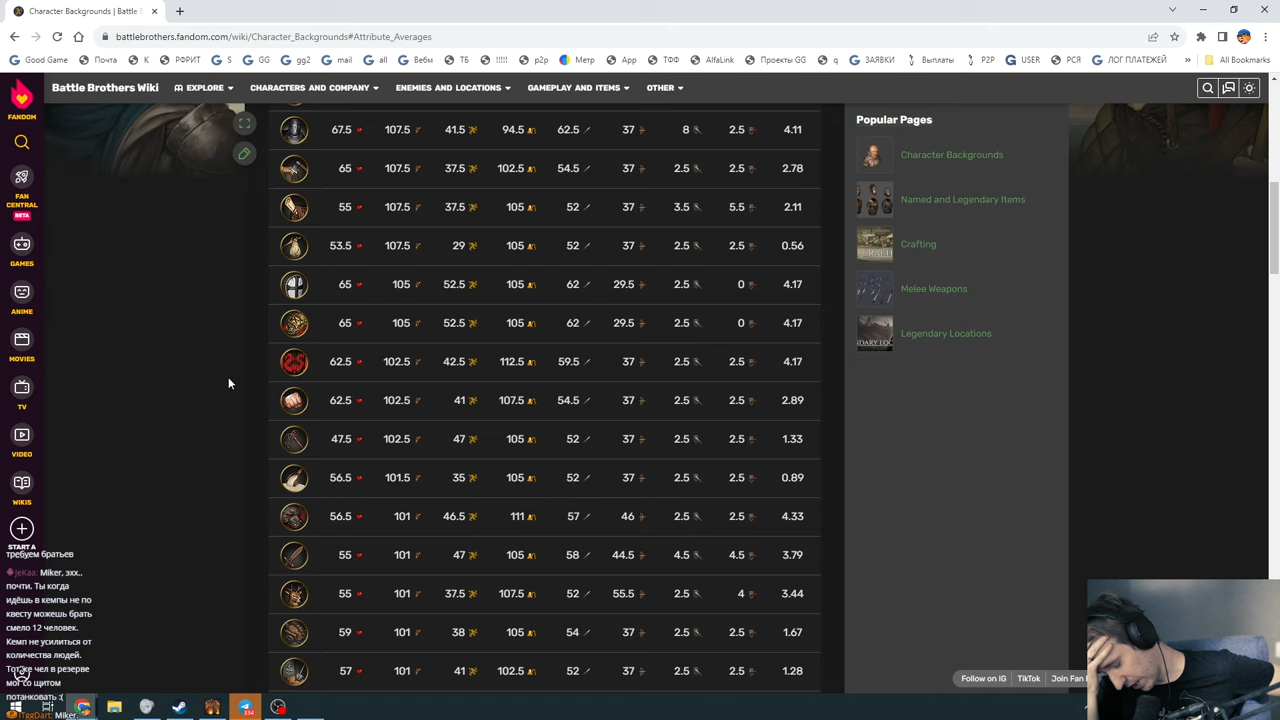 Character Backgrounds | Battle B
battlebrothers.fandom.com/wiki/Character_Backgrounds#Attribute_Averages
Good Game Почта K РФРИТ S GG gg2 mail all Вебм ТБ !!!!! p2p Метр App ТФФ AlfaLink Проекты GG q ЗАЯВКИ Выплаты P2P USER РСЯ ЛОГ ПЛАТЕЖЕЙ » All Bookmarks
Battle Brothers Wiki EXPLORE CHARACTERS AND COMPANY ENEMIES AND LOCATIONS GAMEPLAY AND ITEMS OTHER
FANDOM
FAN
CENTRAL
BETA
GAMES
ANIME
MOVIES
TV
VIDEO
WIKIS
START A
67.5 107.5 41.5 94.5 62.5 37 8 2.5 4.11
65 107.5 37.5 102.5 54.5 37 2.5 2.5 2.78
55 107.5 37.5 105 52 37 3.5 5.5 2.11
53.5 107.5 29 105 52 37 2.5 2.5 0.56
65 105 52.5 105 62 29.5 2.5 0 4.17
65 105 52.5 105 62 29.5 2.5 0 4.17
62.5 102.5 42.5 112.5 59.5 37 2.5 2.5 4.17
62.5 102.5 41 107.5 54.5 37 2.5 2.5 2.89
47.5 102.5 47 105 52 37 2.5 2.5 1.33
56.5 101.5 35 105 52 37 2.5 2.5 0.89
56.5 101 46.5 111 57 46 2.5 2.5 4.33
55 101 47 105 58 44.5 4.5 4.5 3.79
55 101 37.5 107.5 52 55.5 2.5 4 3.44
59 101 38 105 54 37 2.5 2.5 1.67
57 101 41 102.5 52 37 2.5 2.5 1.28
Popular Pages
Character Backgrounds
Named and Legendary Items
Crafting
Melee Weapons
Legendary Locations
Follow on IG TikTok Join Fan
требуем братьев
JeKaa: Miker, эхх..
почти. Ты когда
идёшь в кемпы не по
квесту можешь брать
смело 12 человек.
Кемп не усилиться от
количества людей.
Тот же чел в резерве
мог со щитом
потанковать :(
iTggDart: Miker,
334